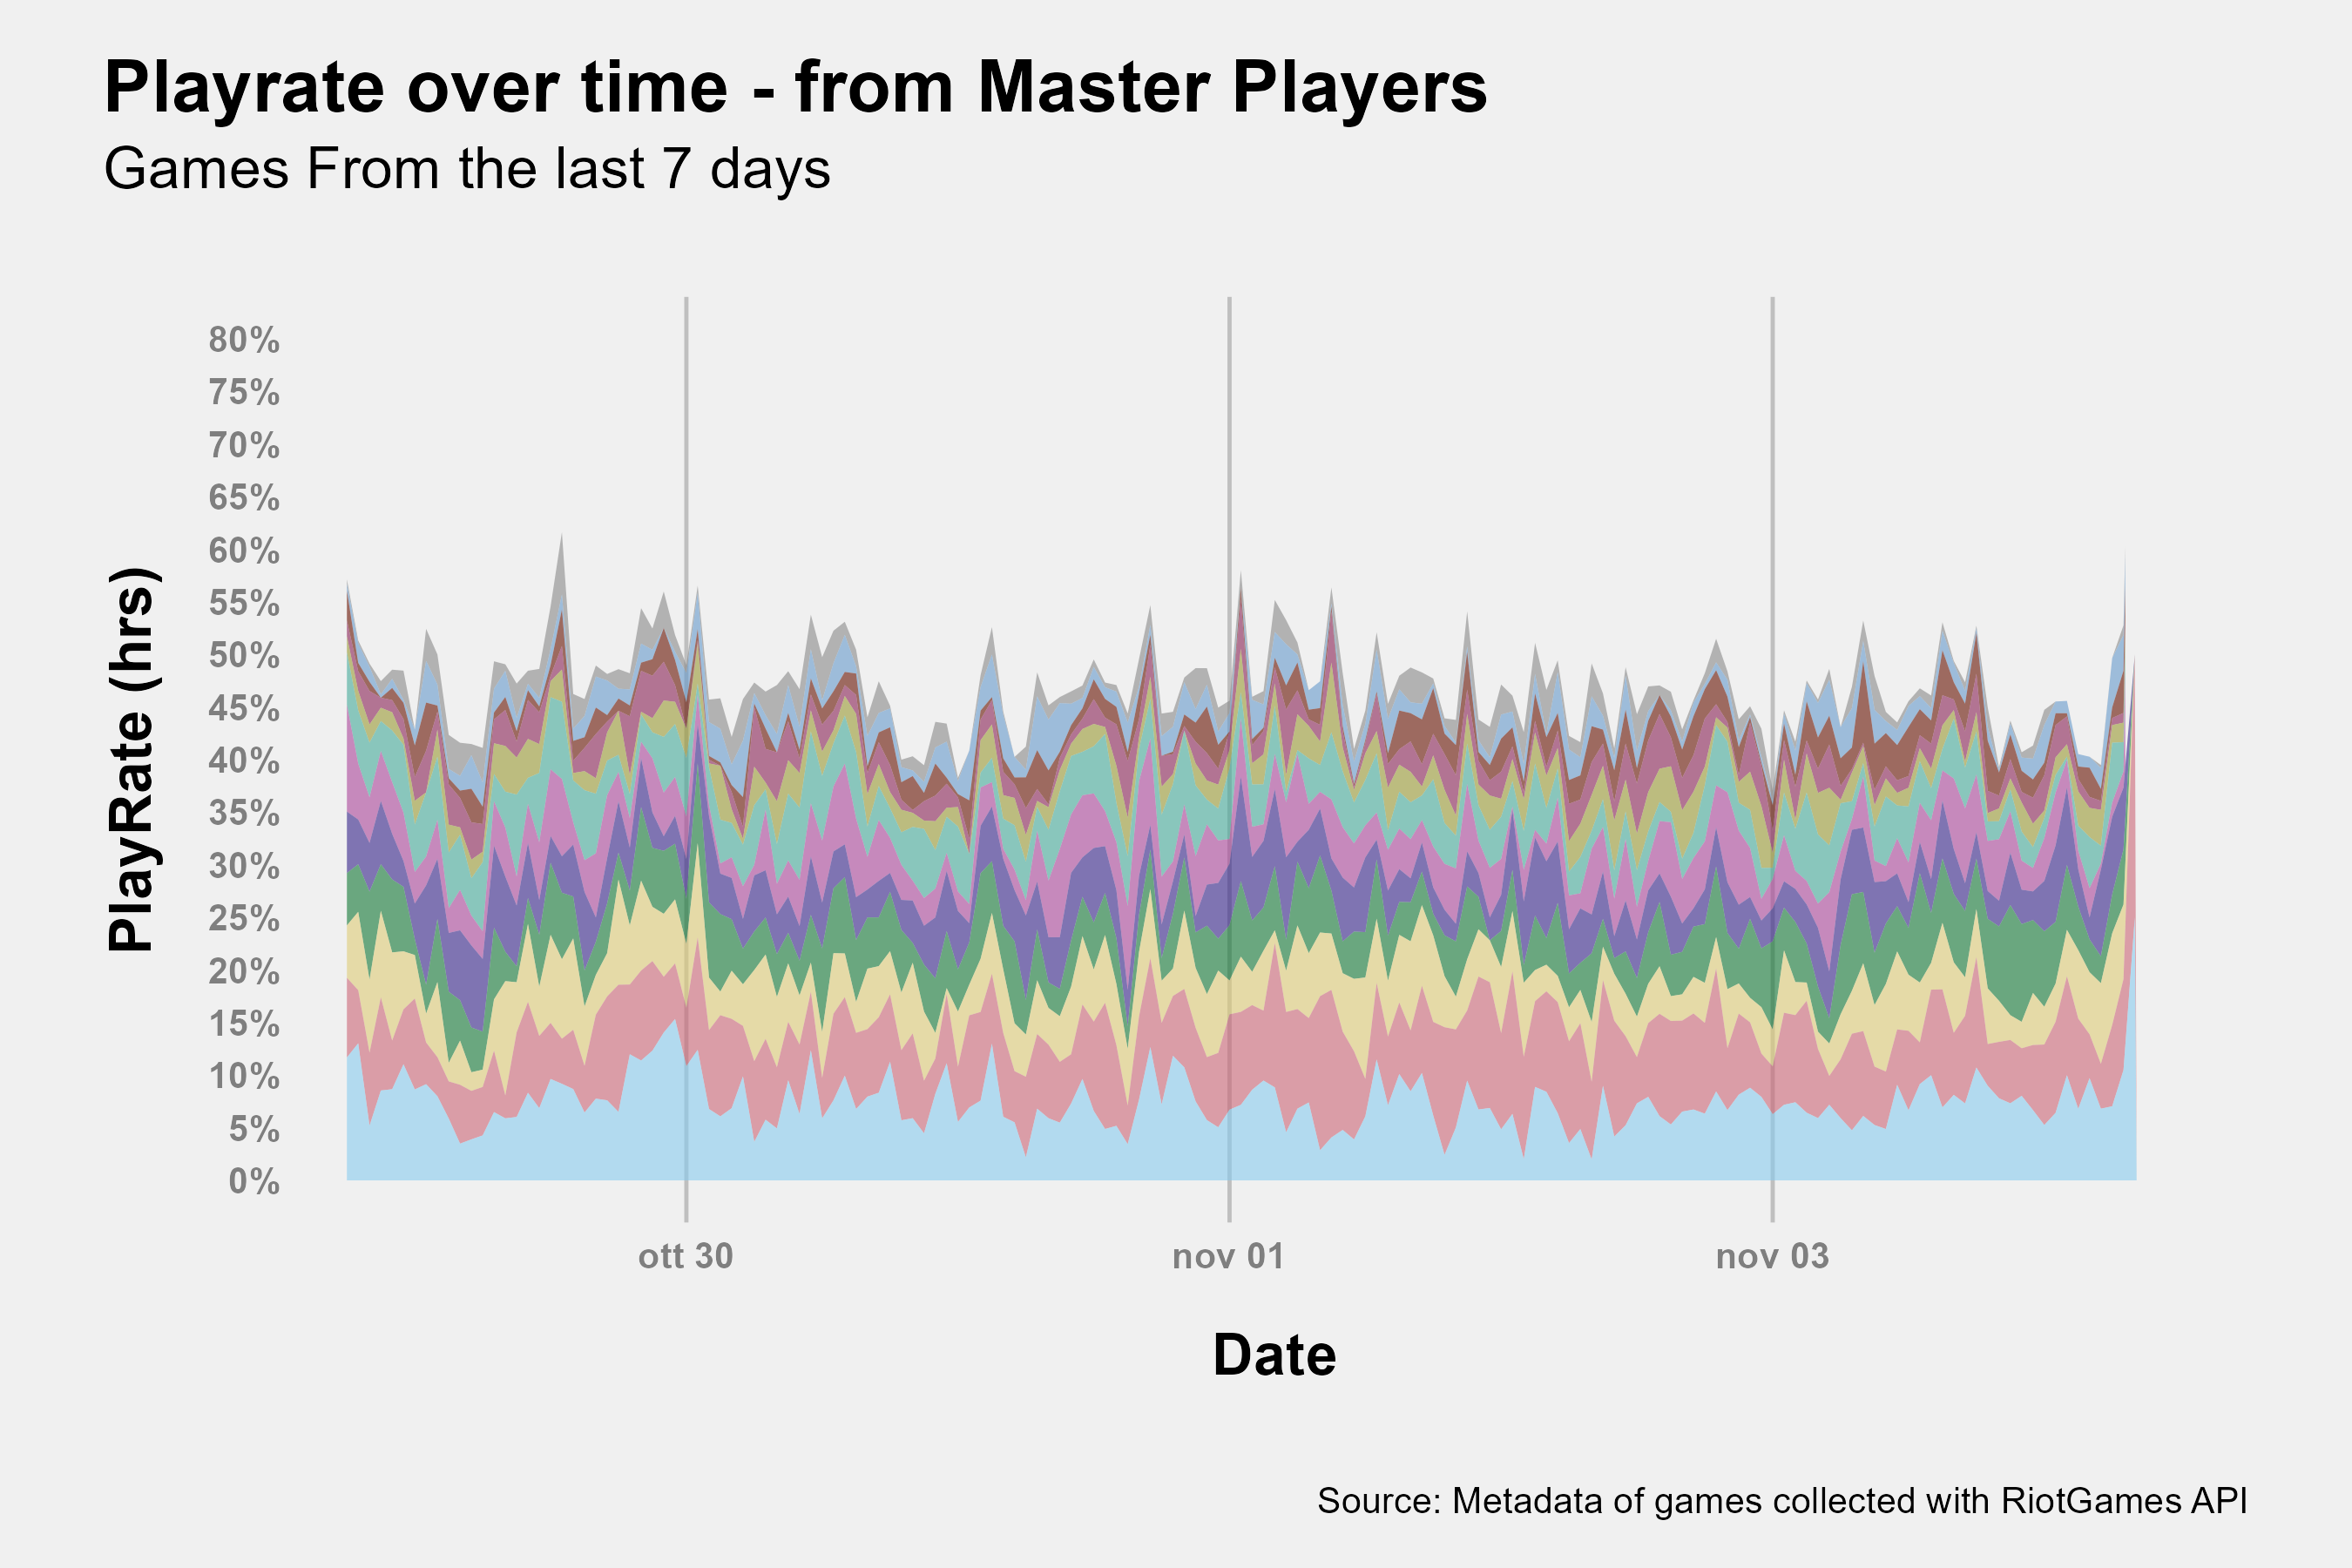 Playrate over time - from Master Players
Games From the last 7 days
PlayRate (hrs)
80%
75%
70%
65%
60%
55%
50%
45%
40%
35%
30%
25%
20%
15%
10%
5%
0%
ott 30
nov 01
nov 03
Date
Source: Metadata of games collected with RiotGames API